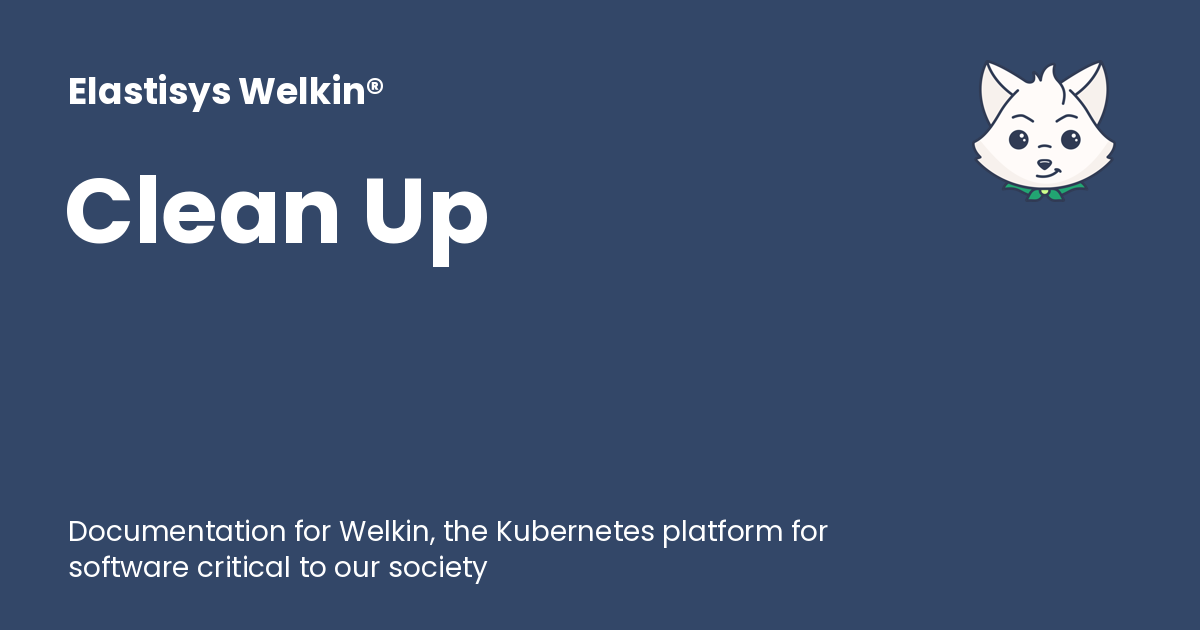 Elastisys Welkin®
Clean Up
Documentation for Welkin, the Kubernetes platform for
software critical to our society